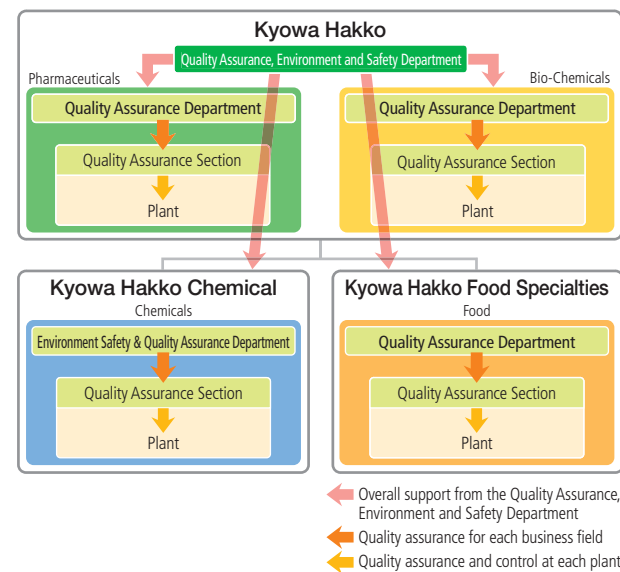 Kyowa Hakko
Quality Assurance, Environment and Safety Department
Pharmaceuticals
Quality Assurance Department
Quality Assurance Section
Plant
Bio-Chemicals
Quality Assurance Department
Quality Assurance Section
Plant
Kyowa Hakko Chemical
Chemicals
Environment Safety & Quality Assurance Department
Quality Assurance Section
Plant
Kyowa Hakko Food Specialties
Food
Quality Assurance Department
Quality Assurance Section
Plant
Overall support from the Quality Assurance,
Environment and Safety Department
Quality assurance for each business field
Quality assurance and control at each plant